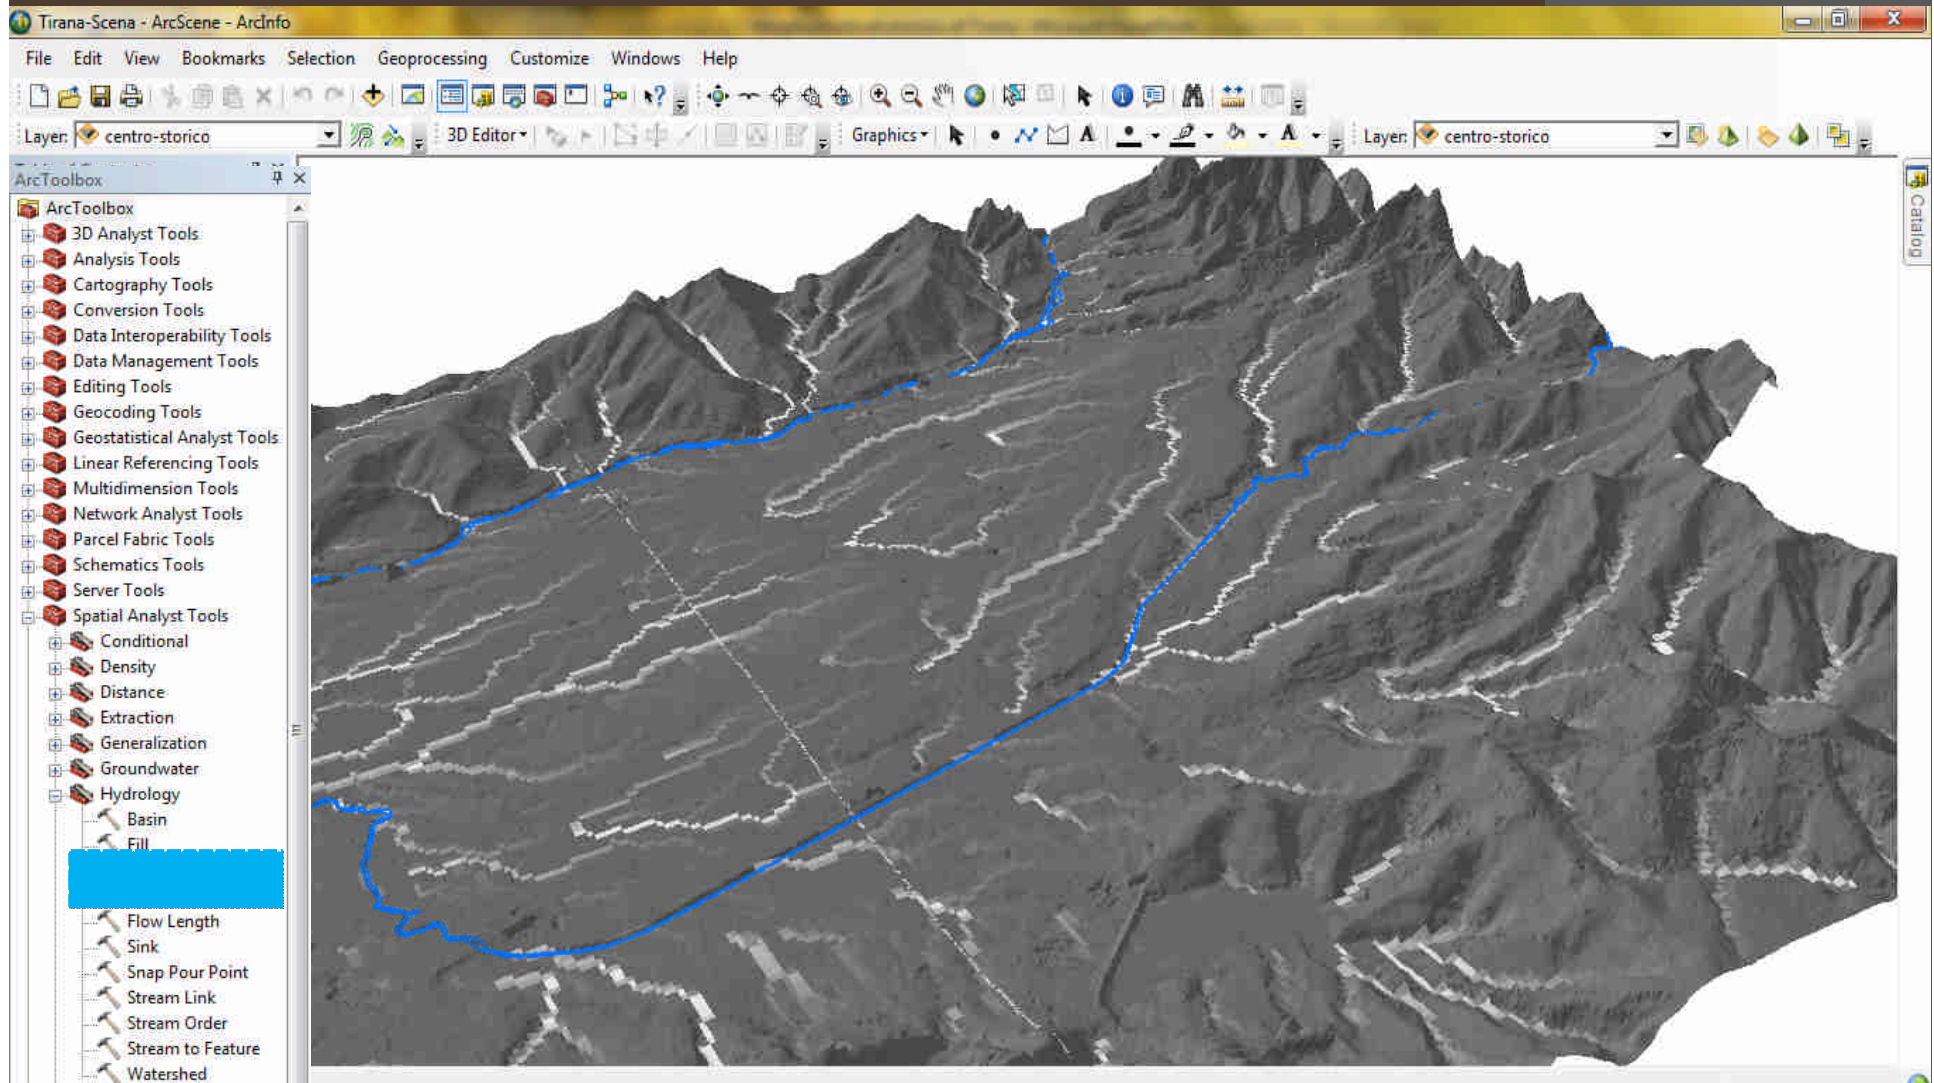 Tirana-Scena - ArcScene - ArcInfo
File Edit View Bookmarks Selection Geoprocessing Customize Windows Help
Layer: centro-storico 3D Editor Graphics A A Layer: centro-storico
ArcToolbox
Catalog
ArcToolbox
3D Analyst Tools
Analysis Tools
Cartography Tools
Conversion Tools
Data Interoperability Tools
Data Management Tools
Editing Tools
Geocoding Tools
Geostatistical Analyst Tools
Linear Referencing Tools
Multidimension Tools
Network Analyst Tools
Parcel Fabric Tools
Schematics Tools
Server Tools
Spatial Analyst Tools
Conditional
Density
Distance
Extraction
Generalization
Groundwater
Hydrology
Basin
Fill
Flow Length
Sink
Snap Pour Point
Stream Link
Stream Order
Stream to Feature
Watershed